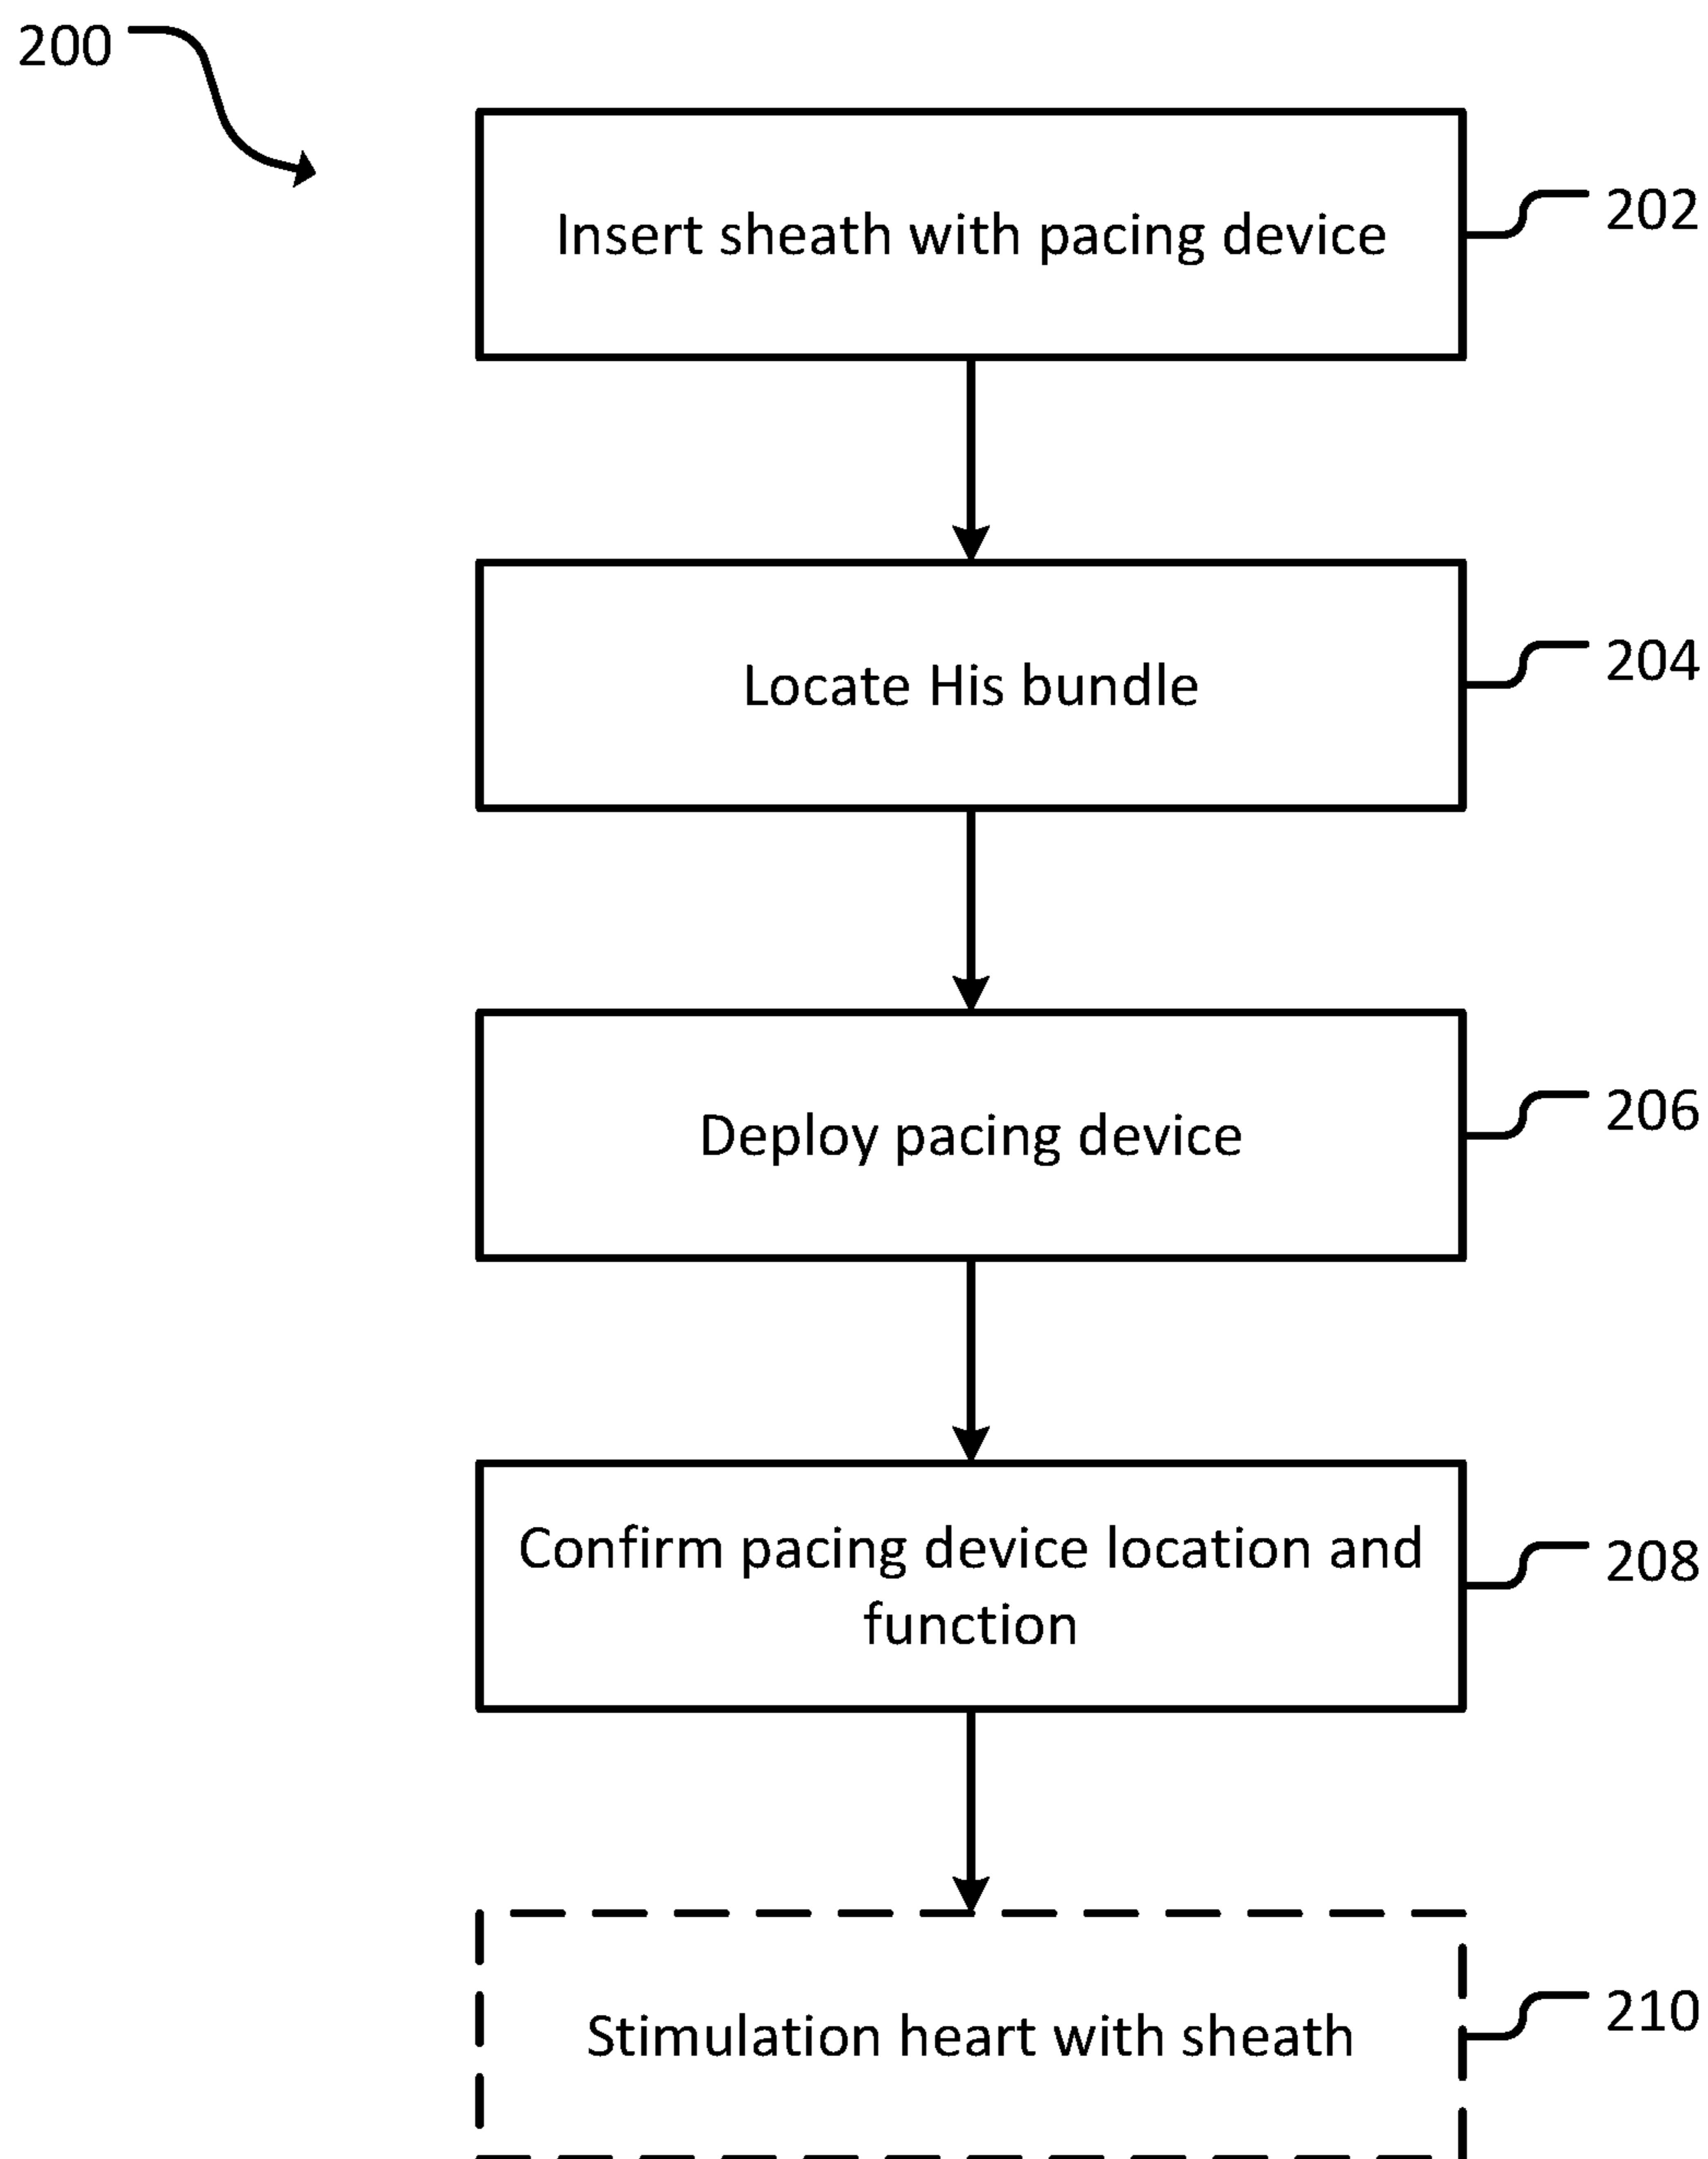 200
Insert sheath with pacing device
202
Locate His bundle
204
Deploy pacing device
206
Confirm pacing device location and
function
208
Stimulation heart with sheath
210